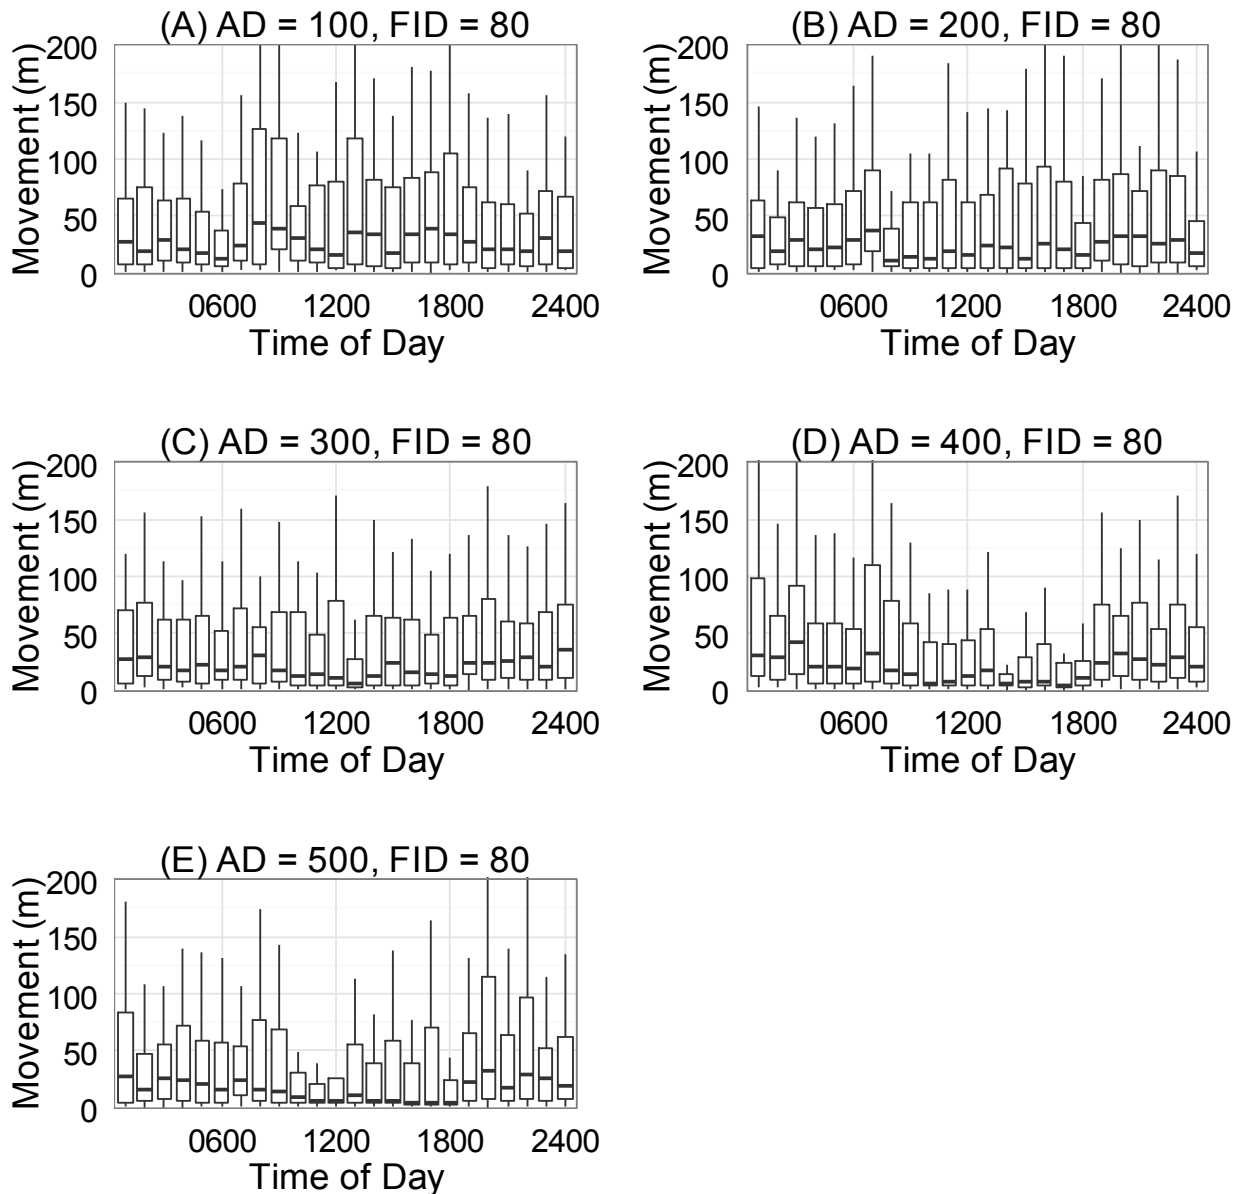 (A) AD = 100, FID = 80
Movement (m)
200
150
100
50
0
0600 1200 1800 2400
Time of Day
(B) AD = 200, FID = 80
Movement (m)
200
150
100
50
0
0600 1200 1800 2400
Time of Day
(C) AD = 300, FID = 80
Movement (m)
200
150
100
50
0
0600 1200 1800 2400
Time of Day
(D) AD = 400, FID = 80
Movement (m)
200
150
100
50
0
0600 1200 1800 2400
Time of Day
(E) AD = 500, FID = 80
Movement (m)
200
150
100
50
0
0600 1200 1800 2400
Time of Day